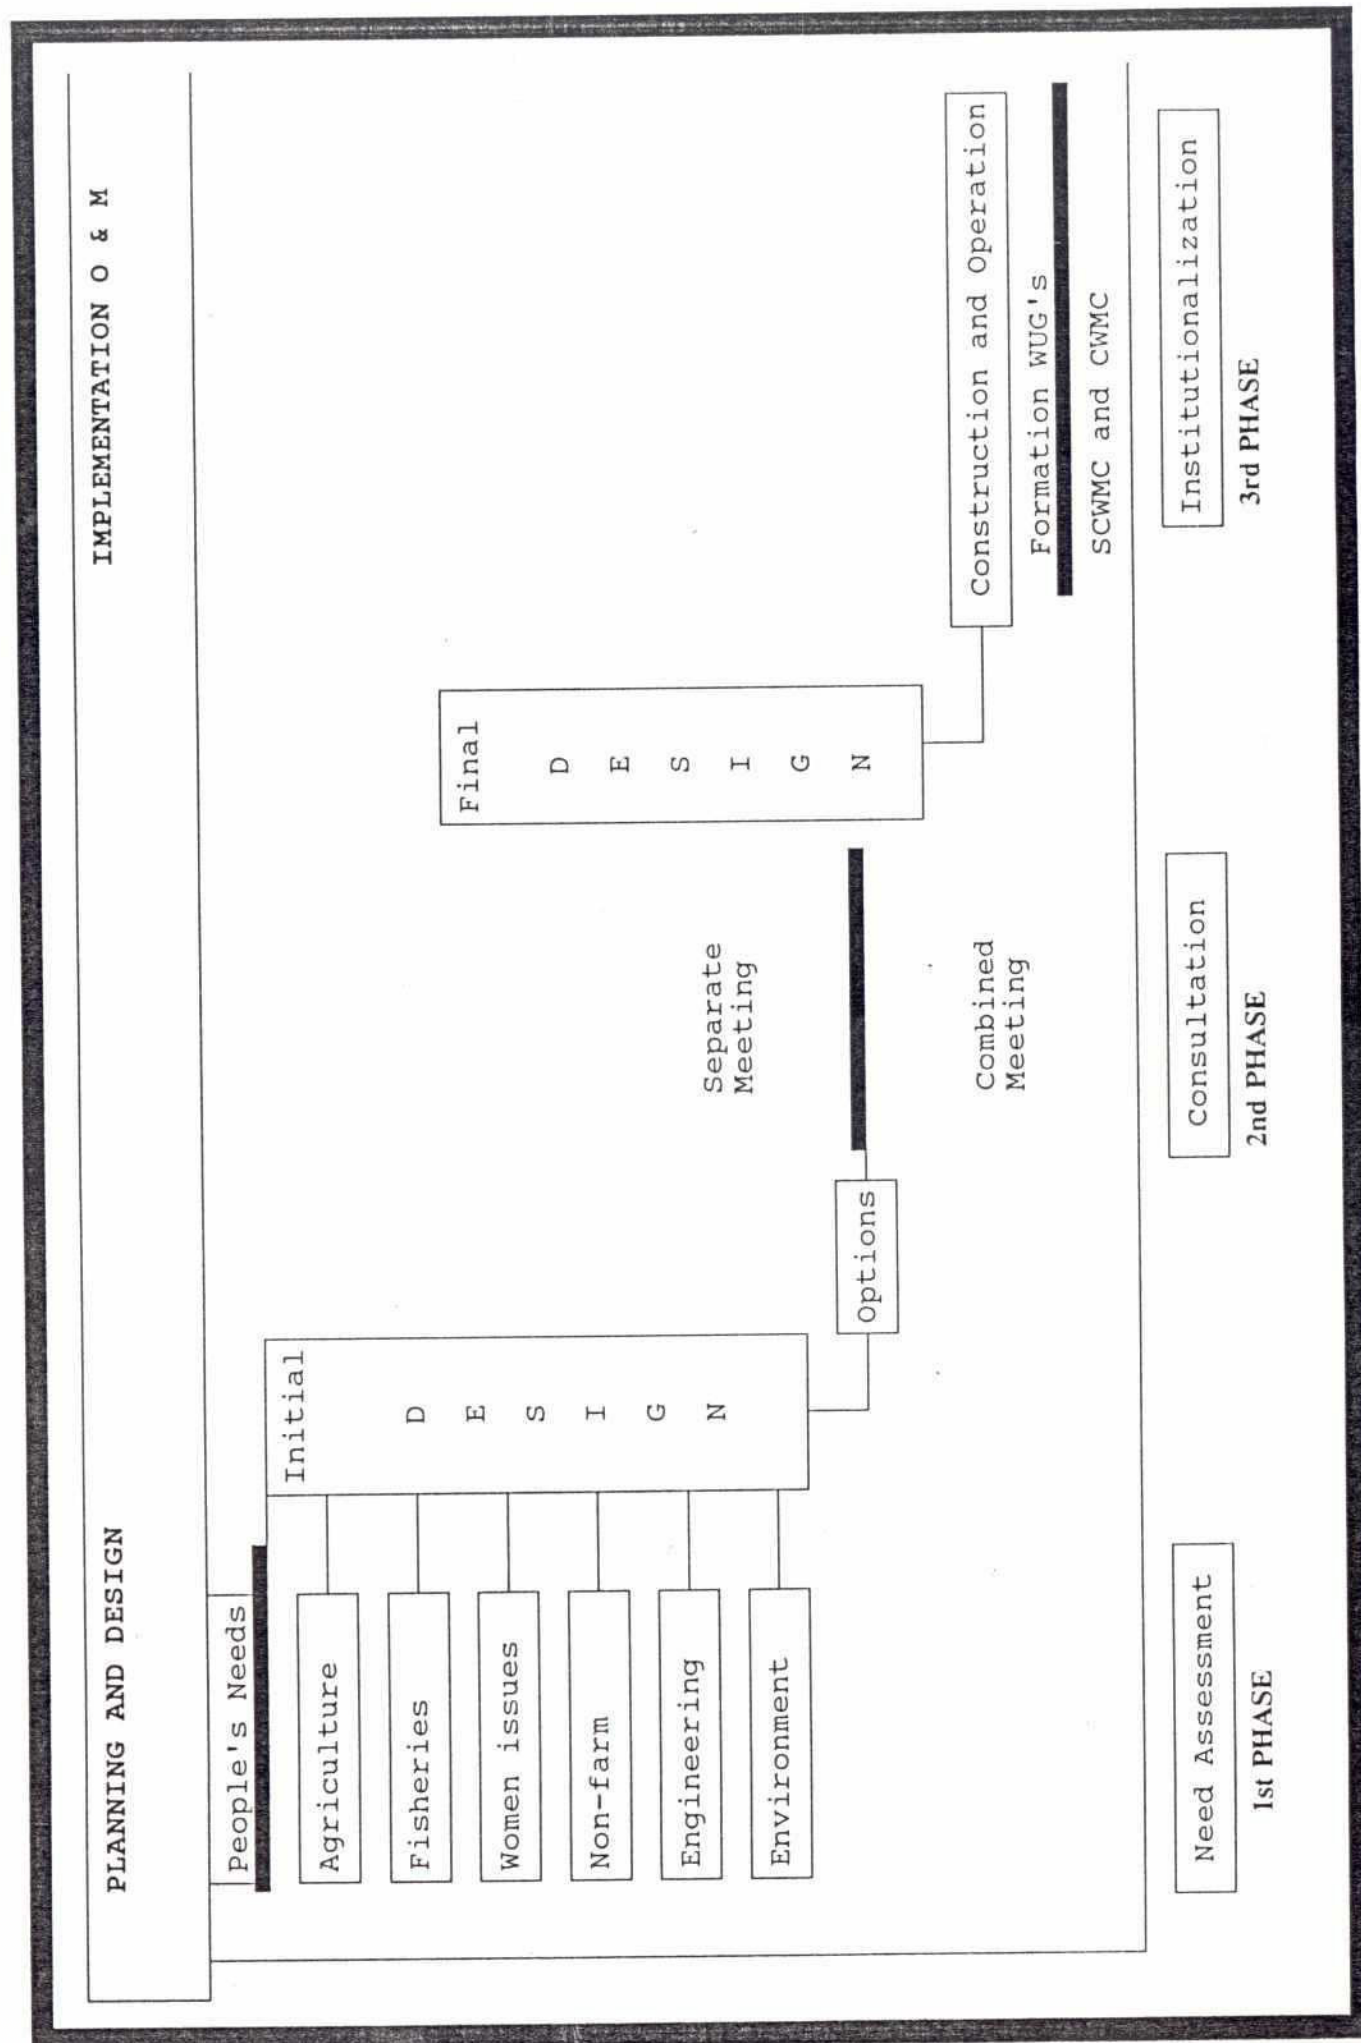 PLANNING AND DESIGN
IMPLEMENTATION O & M
People's Needs
Agriculture
Fisheries
Women issues
Non-farm
Engineering
Environment
Initial
D
E
S
I
G
N
Options
Separate
Meeting
Combined
Meeting
Final
D
E
S
I
G
N
Construction and Operation
Formation WUG's
SCWMC and CWMC
Need Assessment
1st PHASE
Consultation
2nd PHASE
Institutionalization
3rd PHASE